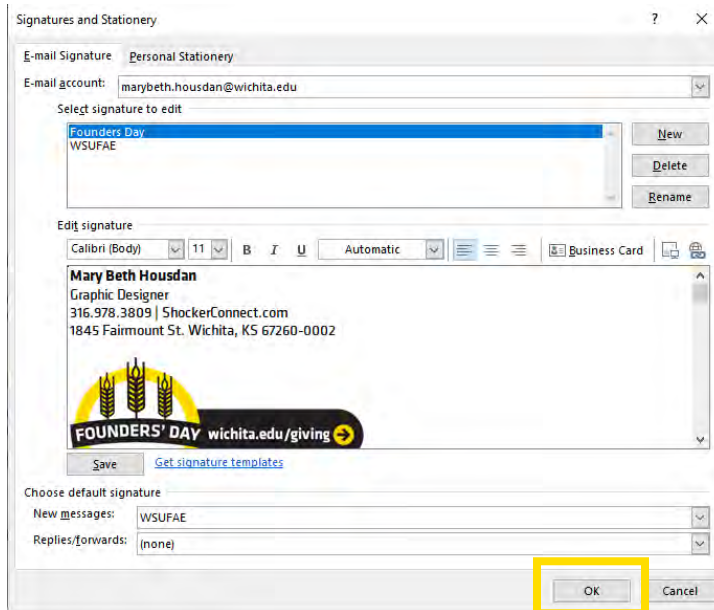 Signatures and Stationery ? X
E-mail Signature Personal Stationery
E-mail account: marybeth.housdan@wichita.edu
Select signature to edit
Founders Day
WSUFAE
New
Delete
Rename
Edit signature
Calibri (Body) 11 B I U Automatic Business Card
Mary Beth Housdan
Graphic Designer
316.978.3809 | ShockerConnect.com
1845 Fairmount St. Wichita, KS 67260-0002
FOUNDERS' DAY wichita.edu/giving
Save Get signature templates
Choose default signature
New messages: WSUFAE
Replies/forwards: (none)
OK Cancel